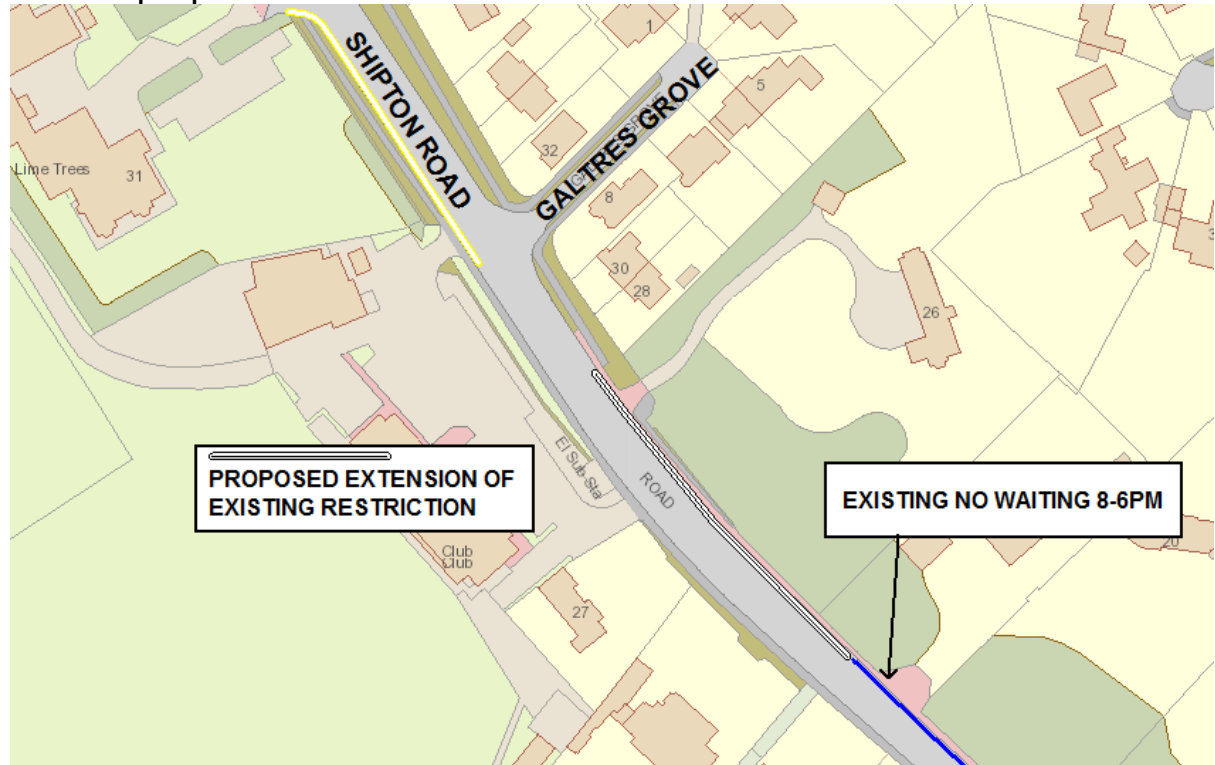 SHIPTON ROAD
GALTRES GROVE
1
5
32
8
30
28
26
31
Lime Trees
El Sub Sta
ROAD
PROPOSED EXTENSION OF
EXISTING RESTRICTION
EXISTING NO WAITING 8-6PM
Club
Club
27
20